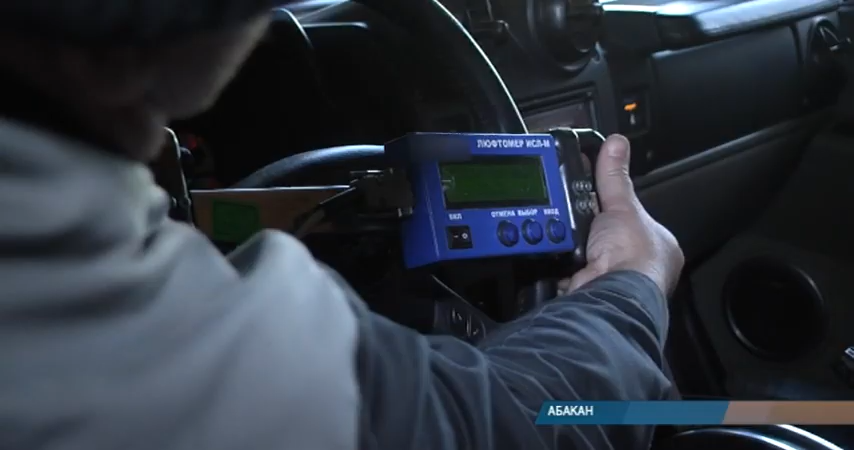 ЛЮФТОМЕР ИСЛ-М
ВКЛ
ОТМЕНА ВЫБОР ВВОД
АБАКАН